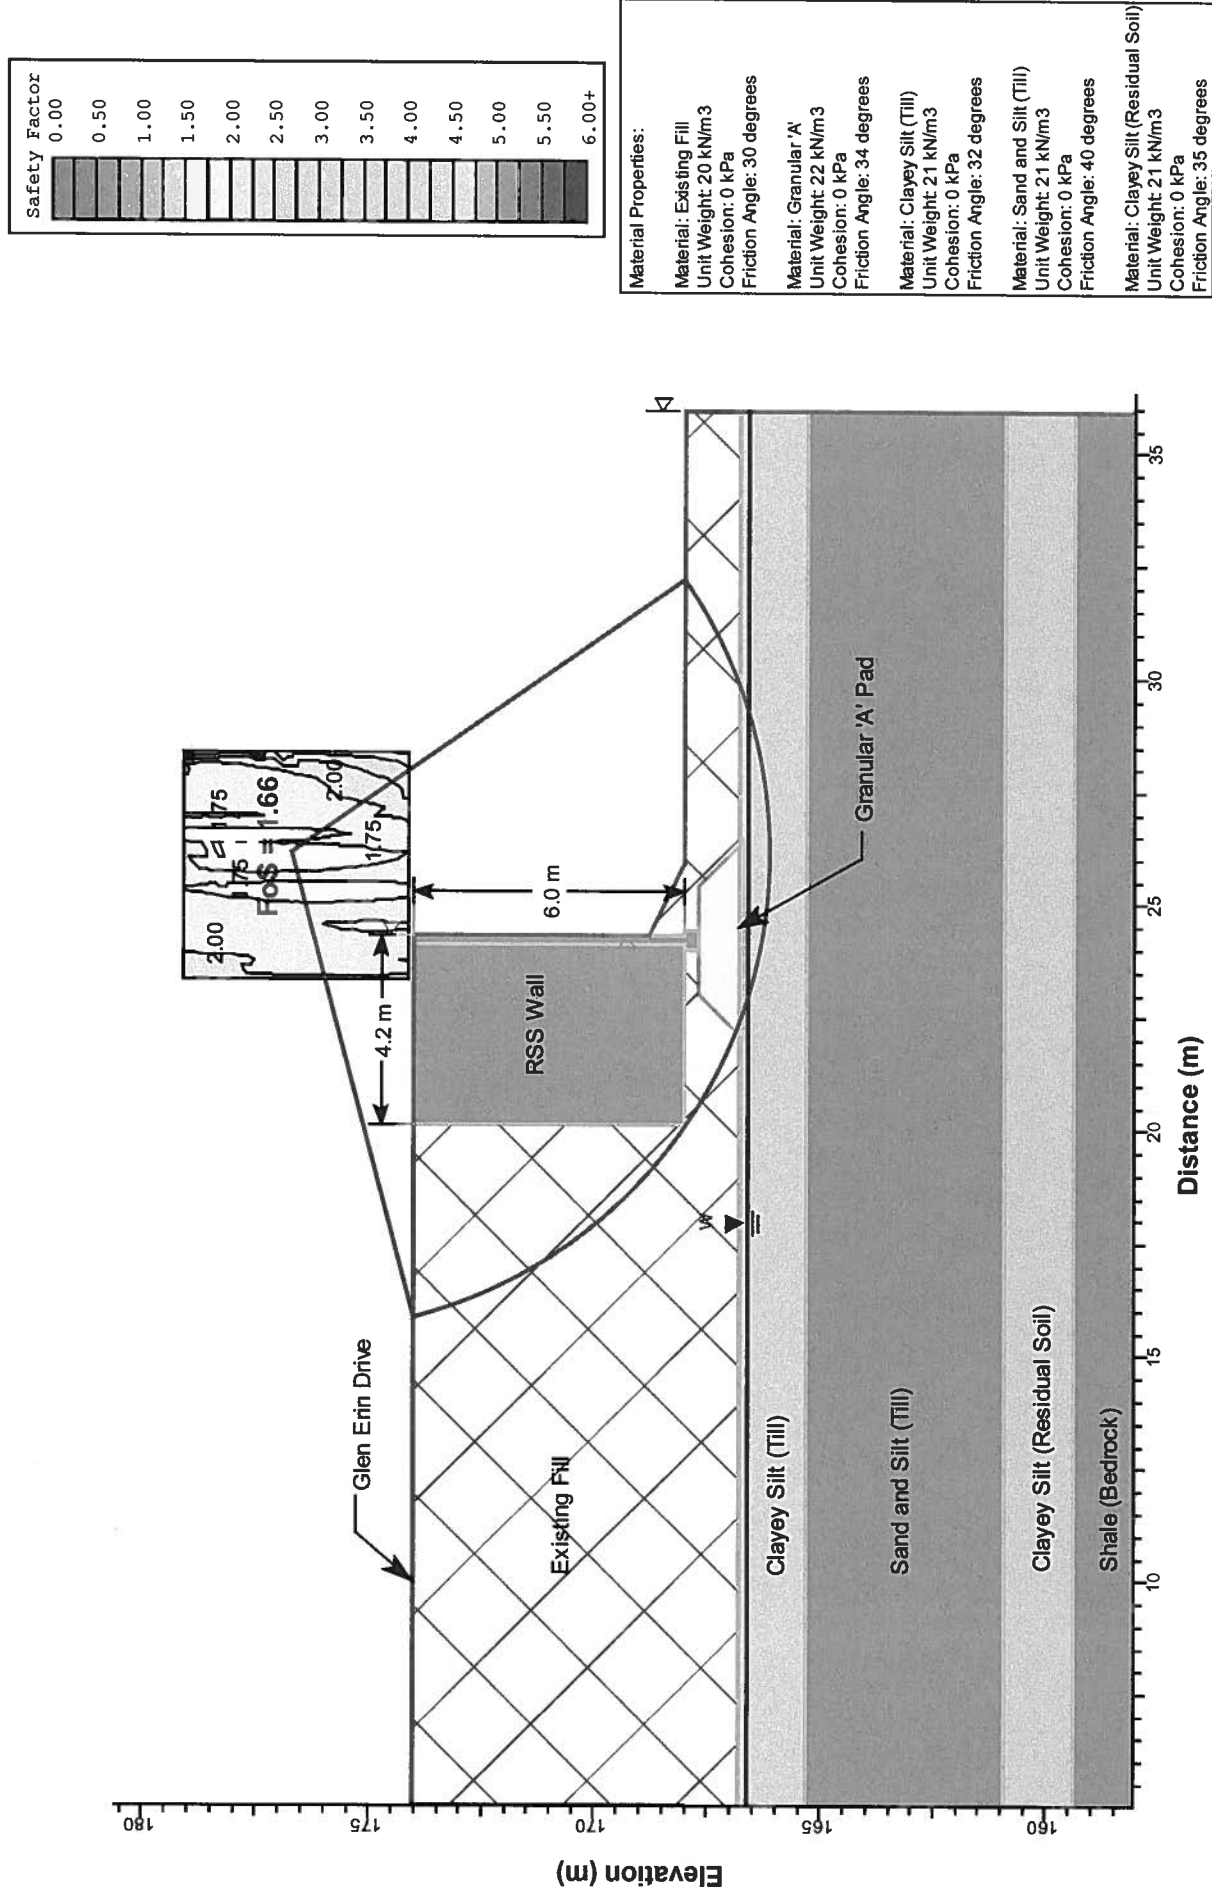 Safety Factor
0.00
0.50
1.00
1.50
2.00
2.50
3.00
3.50
4.00
4.50
5.00
5.50
6.00+
Material Properties:
Material: Existing Fill
Unit Weight: 20 kN/m3
Cohesion: 0 kPa
Friction Angle: 30 degrees
Material: Granular 'A'
Unit Weight: 22 kN/m3
Cohesion: 0 kPa
Friction Angle: 34 degrees
Material: Clayey Silt (Till)
Unit Weight: 21 kN/m3
Cohesion: 0 kPa
Friction Angle: 32 degrees
Material: Sand and Silt (Till)
Unit Weight: 21 kN/m3
Cohesion: 0 kPa
Friction Angle: 40 degrees
Material: Clayey Silt (Residual Soil)
Unit Weight: 21 kN/m3
Cohesion: 0 kPa
Friction Angle: 35 degrees
2.00
FoS = 1.66
2.00
1.75
4.2 m
6.0 m
RSS Wall
Glen Erin Drive
Existing Fill
W
Granular 'A' Pad
Clayey Silt (Till)
Sand and Silt (Till)
Clayey Silt (Residual Soil)
Shale (Bedrock)
180
175
170
165
160
Elevation (m)
10
15
20
25
30
35
Distance (m)